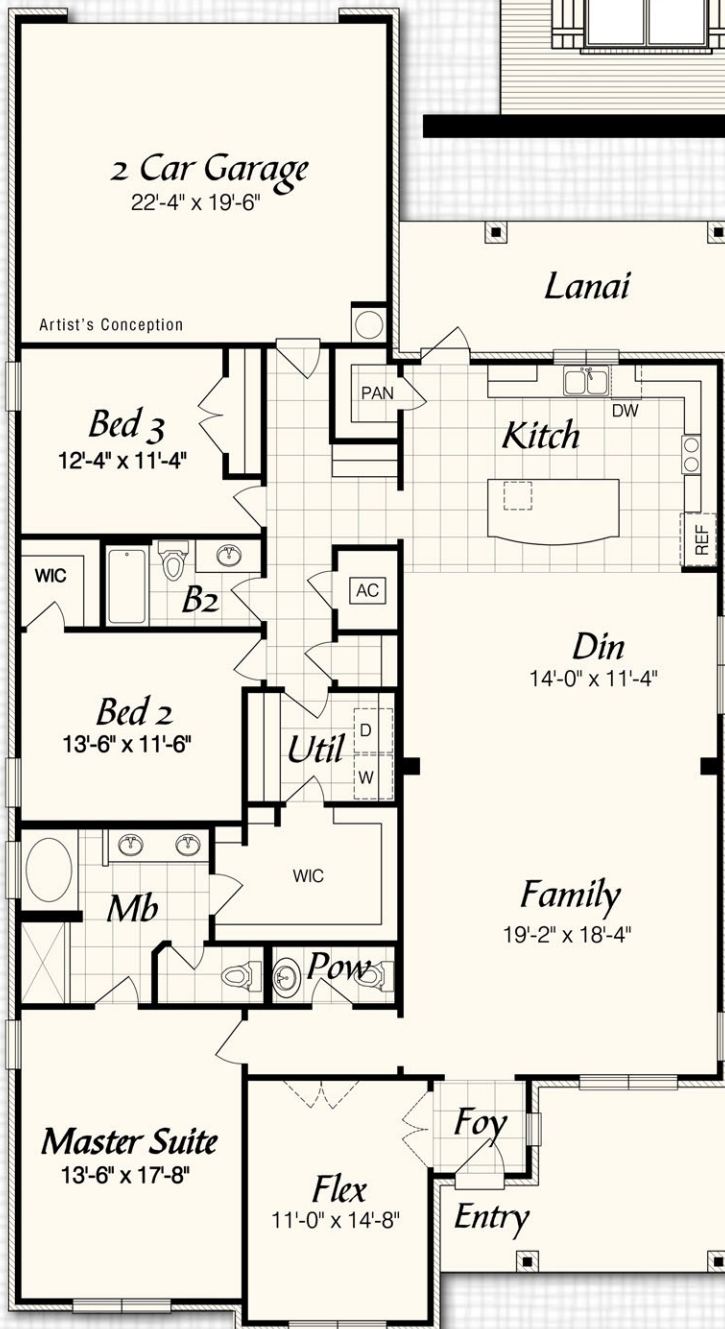 2 Car Garage
22'-4" x 19'-6"
Artist's Conception
Lanai
PAN
DW
Bed 3
12'-4" x 11'-4"
Kitch
REF
WIC
B2
AC
Din
14'-0" x 11'-4"
Bed 2
13'-6" x 11'-6"
Util
D
W
WIC
Family
19'-2" x 18'-4"
Mb
Pow
Foy
Master Suite
13'-6" x 17'-8"
Flex
11'-0" x 14'-8"
Entry